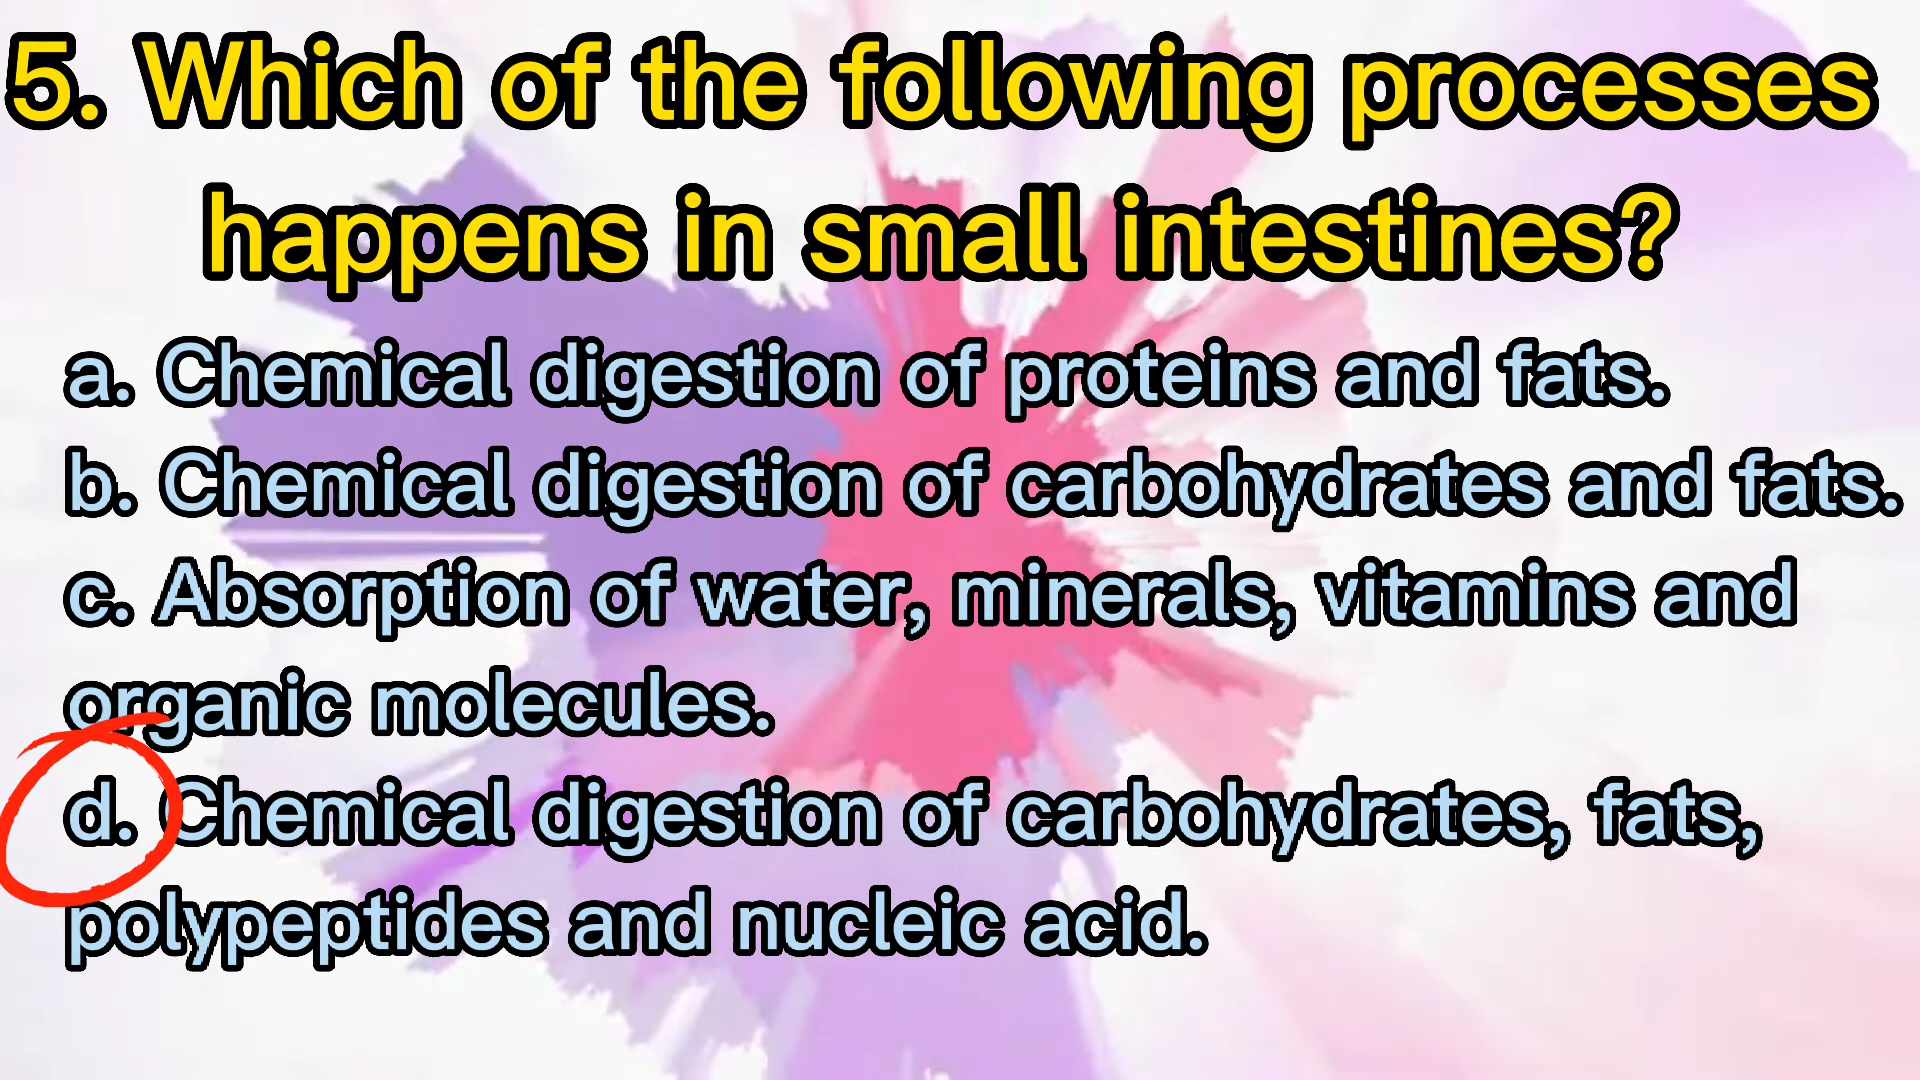 5. Which of the following processes
happens in small intestines?
a. Chemical digestion of proteins and fats.
b. Chemical digestion of carbohydrates and fats.
c. Absorption of water, minerals, vitamins and
organic molecules.
d. Chemical digestion of carbohydrates, fats,
polypeptides and nucleic acid.